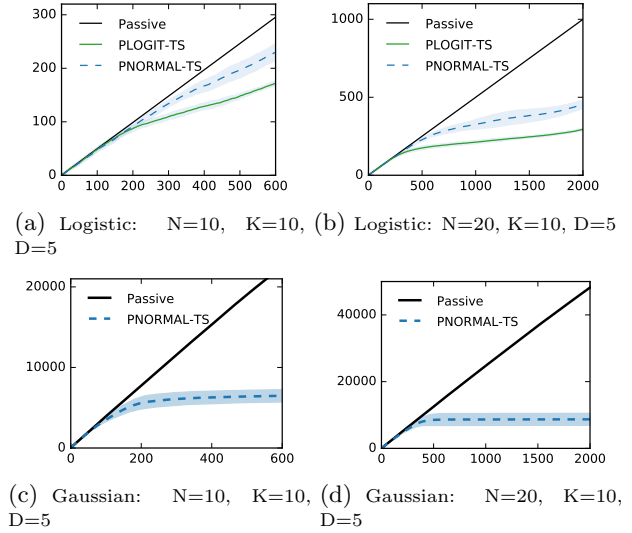 300
200
100
0
0 100 200 300 400 500 600
Passive
PLOGIT-TS
PNORMAL-TS
1000
500
0
0 500 1000 1500 2000
Passive
PLOGIT-TS
PNORMAL-TS
(a) Logistic: N=10, K=10,
D=5
(b) Logistic: N=20, K=10, D=5
20000
10000
0
0 200 400 600
Passive
PNORMAL-TS
40000
20000
0
0 500 1000 1500 2000
Passive
PNORMAL-TS
(c) Gaussian: N=10, K=10,
D=5
(d) Gaussian: N=20, K=10,
D=5